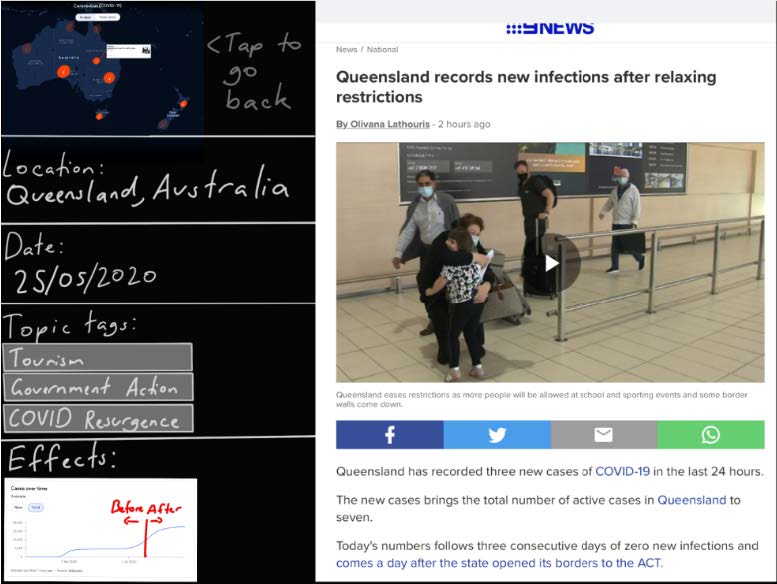 Coronavirus (COVID-19)
Australia
<Tap to
go
back
Location:
Queensland, Australia
Date:
25/05/2020
Topic tags:
Tourism
Government Action
COVID Resurgence
Effects:
Cases over time
Australia
New
Total
Before After
9NEWS
News / National
Queensland records new infections after relaxing
restrictions
By Olivana Lathouris - 2 hours ago
Queensland eases restrictions as more people will be allowed at school and sporting events and some border
walls come down.
Queensland has recorded three new cases of COVID-19 in the last 24 hours.
The new cases brings the total number of active cases in Queensland to
seven.
Today's numbers follows three consecutive days of zero new infections and
comes a day after the state opened its borders to the ACT.